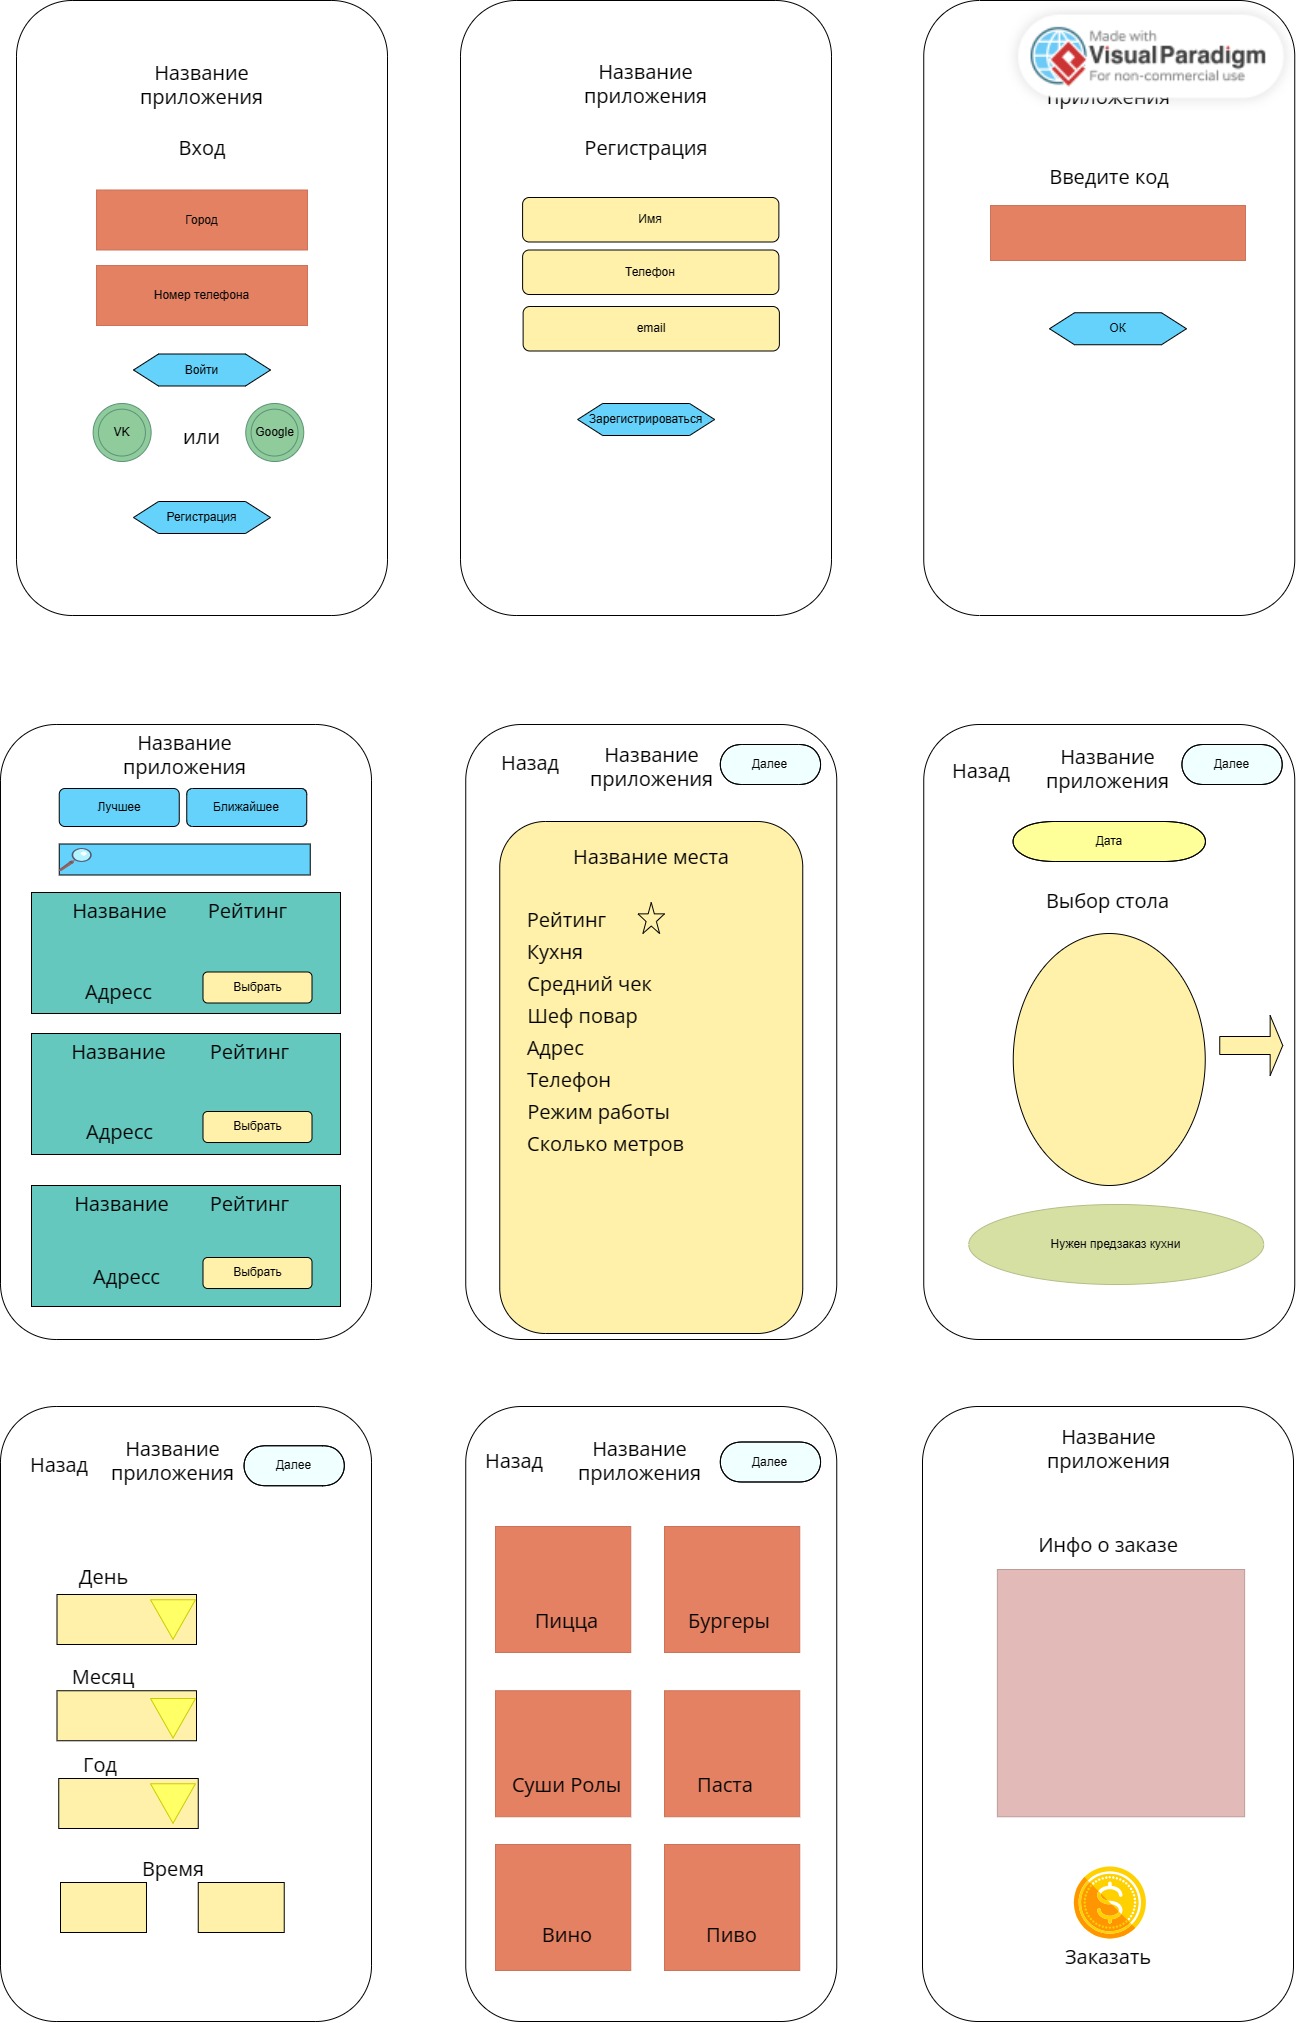 Название
приложения
Вход
Город
Номер телефона
Войти
VK
или
Google
Регистрация
Название
приложения
Регистрация
Имя
Телефон
email
Зарегистрироваться
Made with
Visual Paradigm
For non-commercial use
приложения
Введите код
ОК
Название
приложения
Лучшее
Ближайшее
Название
Рейтинг
Адресс
Выбрать
Название
Рейтинг
Адресс
Выбрать
Название
Рейтинг
Адресс
Выбрать
Назад
Название
приложения
Далее
Название места
Рейтинг
Кухня
Средний чек
Шеф повар
Адрес
Телефон
Режим работы
Сколько метров
Назад
Название
приложения
Далее
Дата
Выбор стола
Нужен предзаказ кухни
Назад
Название
приложения
Далее
День
Месяц
Год
Время
Назад
Название
приложения
Далее
Пицца
Бургеры
Суши Ролы
Паста
Вино
Пиво
Название
приложения
Инфо о заказе
Заказать